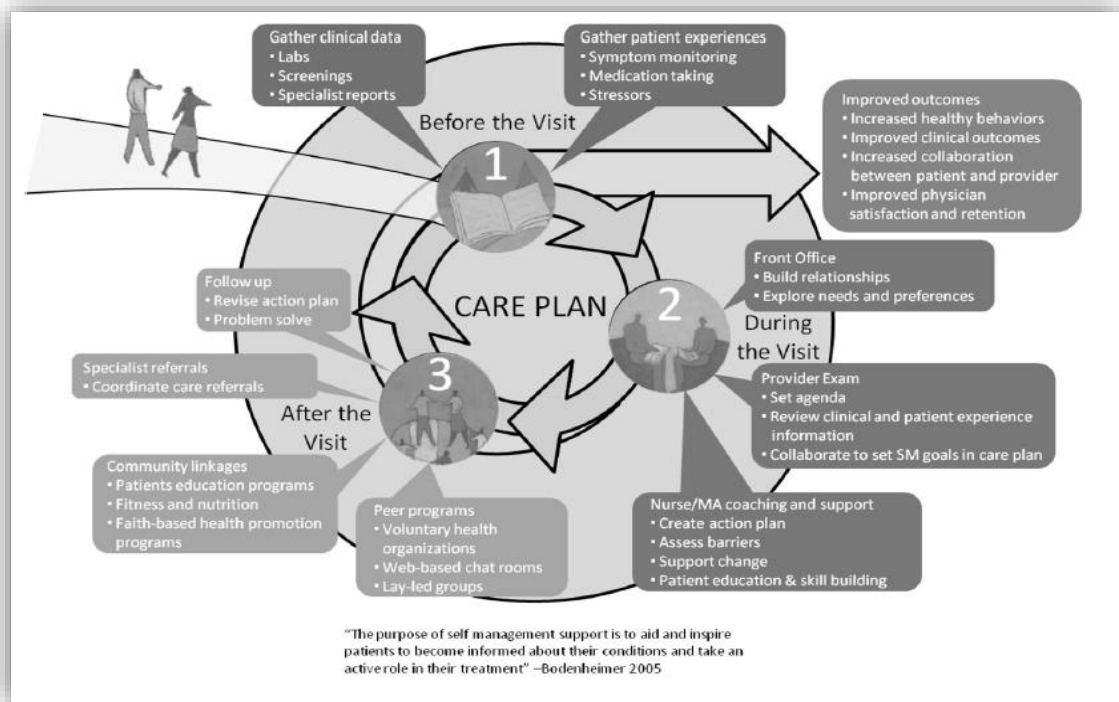 Gather clinical data
• Labs
• Screenings
• Specialist reports
Gather patient experiences
• Symptom monitoring
• Medication taking
• Stressors
Before the Visit
1
Improved outcomes
• Increased healthy behaviors
• Improved clinical outcomes
• Increased collaboration
between patient and provider
• Improved physician
satisfaction and retention
Front Office
• Build relationships
• Explore needs and preferences
CARE PLAN
2
During
the Visit
Provider Exam
• Set agenda
• Review clinical and patient experience
information
• Collaborate to set SM goals in care plan
Nurse/MA coaching and support
• Create action plan
• Assess barriers
• Support change
• Patient education & skill building
3
After the
Visit
Follow up
• Revise action plan
• Problem solve
Specialist referrals
• Coordinate care referrals
Community linkages
• Patients education programs
• Fitness and nutrition
• Faith-based health promotion
programs
Peer programs
• Voluntary health
organizations
• Web-based chat rooms
• Lay-led groups
“The purpose of self management support is to aid and inspire
patients to become informed about their conditions and take an
active role in their treatment” –Bodenheimer 2005